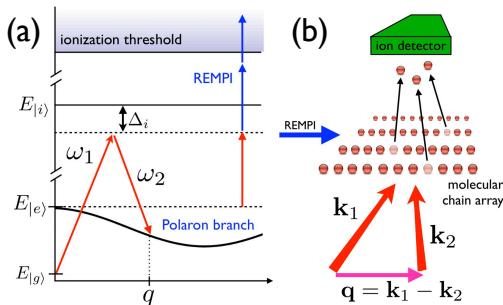 (a)
ionization threshold
REMPI
E|i⟩
Δi
ω1
ω2
E|e⟩
Polaron branch
E|g⟩
q
(b)
ion detector
REMPI
molecular
chain array
k1
k2
q = k1 − k2